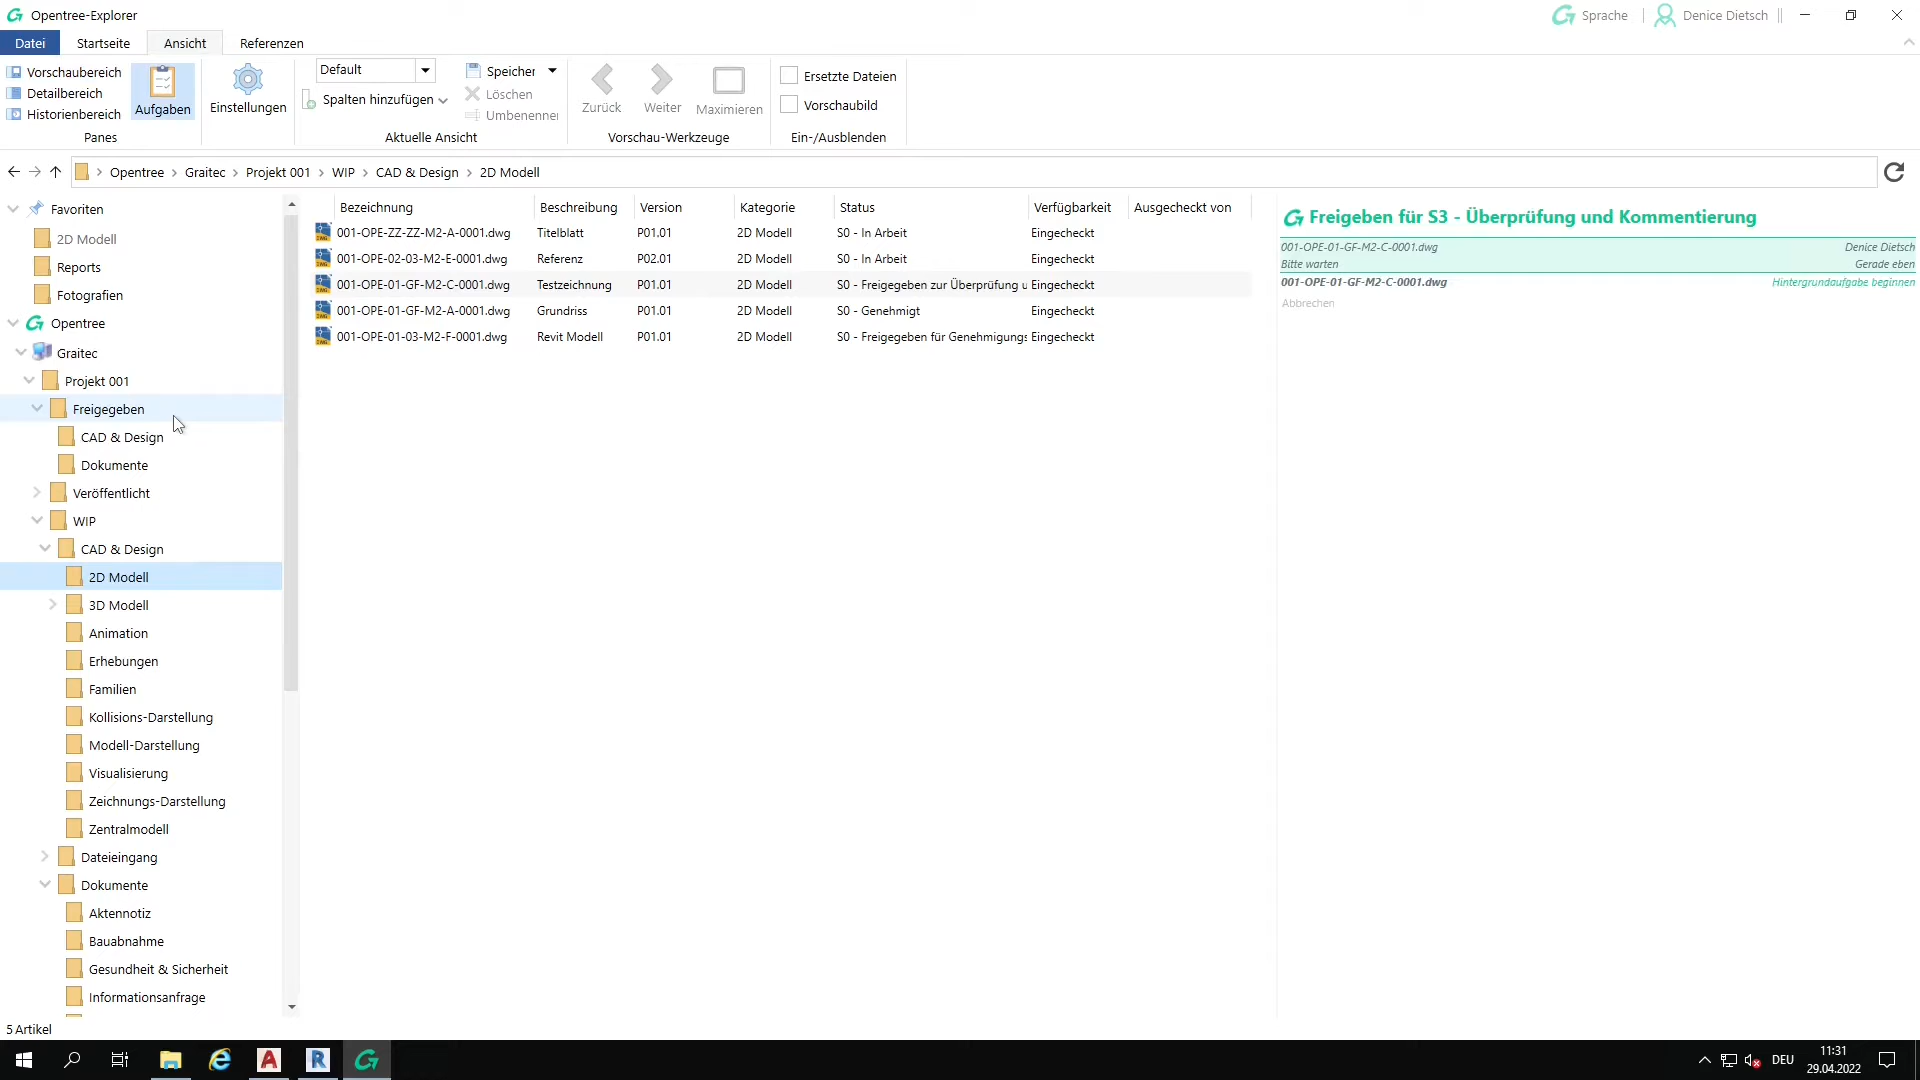 Opentree-Explorer
Sprache
Denice Dietsch
Datei
Startseite
Ansicht
Referenzen
Vorschaubereich
Detailbereich
Historienbereich
Panes
Aufgaben
Einstellungen
Default
Spalten hinzufügen
Speicher
Löschen
Umbenenner
Aktuelle Ansicht
Zurück
Weiter
Maximieren
Vorschau-Werkzeuge
Ersetzte Dateien
Vorschaubild
Ein-/Ausblenden
Opentree > Graitec > Projekt 001 > WIP > CAD & Design > 2D Modell
Favoriten
2D Modell
Reports
Fotografien
Opentree
Graitec
Projekt 001
Freigegeben
CAD & Design
Dokumente
Veröffentlicht
WIP
CAD & Design
2D Modell
3D Modell
Animation
Erhebungen
Familien
Kollisions-Darstellung
Modell-Darstellung
Visualisierung
Zeichnungs-Darstellung
Zentralmodell
Dateieingang
Dokumente
Aktennotiz
Bauabnahme
Gesundheit & Sicherheit
Informationsanfrage
Bezeichnung Beschreibung Version Kategorie Status Verfügbarkeit Ausgecheckt von
001-OPE-ZZ-ZZ-M2-A-0001.dwg Titelblatt P01.01 2D Modell S0 - In Arbeit Eingecheckt
001-OPE-02-03-M2-E-0001.dwg Referenz P02.01 2D Modell S0 - In Arbeit Eingecheckt
001-OPE-01-GF-M2-C-0001.dwg Testzeichnung P01.01 2D Modell S0 - Freigegeben zur Überprüfung u Eingecheckt
001-OPE-01-GF-M2-A-0001.dwg Grundriss P01.01 2D Modell S0 - Genehmigt Eingecheckt
001-OPE-01-03-M2-F-0001.dwg Revit Modell P01.01 2D Modell S0 - Freigegeben für Genehmigungs Eingecheckt
Freigeben für S3 - Überprüfung und Kommentierung
001-OPE-01-GF-M2-C-0001.dwg Denice Dietsch
Bitte warten Gerade eben
001-OPE-01-GF-M2-C-0001.dwg Hintergrundaufgabe beginnen
Abbrechen
5 Artikel
DEU
11:31
29.04.2022